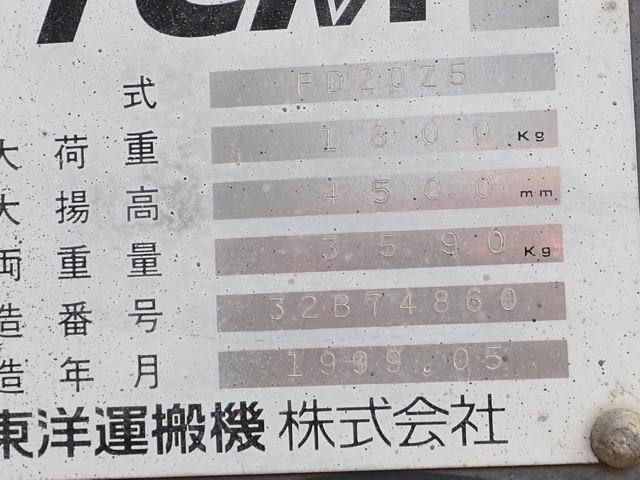 TCM
式 FD20Z5
大荷重 1800 Kg
大揚高 4500 mm
両重量 3590 Kg
造番号 32B74860
造年月 1999.05
東洋運搬機 株式会社